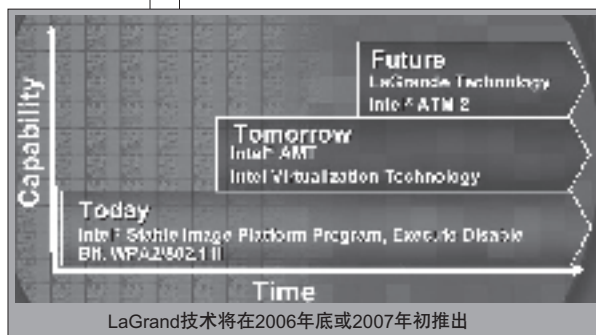 Capability
Future
LaGrande Technology
Intel® ATM 2
Tomorrow
Intel® AMT
Intel Virtualization Technology
Today
Intel® Stable Image Platform Program, Execute Disable
Bit, WPA2/802.11i
Time
LaGrand技术将在2006年底或2007年初推出